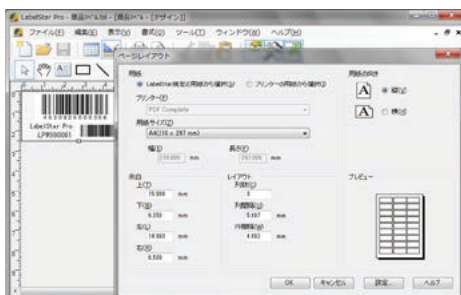 LabelStar Pro - 商品ﾗﾍﾞﾙ.lbl - [商品ﾗﾍﾞﾙ - [デザイン]]
ファイル(F) 編集(E) 表示(V) 書式(O) ツール(T) ウィンドウ(W) ヘルプ(H)
ページレイアウト
用紙
LabelStar推定の用紙から選択(S) プリンターの用紙から選択(P)
用紙の向き
プリンター(P)
PDF Complete
A 縦(V)
用紙サイズ(Z)
A 横(S)
A4(210 x 297 mm)
幅(I) 長さ(E)
210.000 mm 297.000 mm
LabelStar Pro
LPW90001
余白 レイアウト プレビュー
上(T) 列数(C)
mm 3
下(B) 列間隔(U)
mm mm
左(L) 行間隔(W)
mm mm
右(R)
mm
OK キャンセル 設定... ヘルプ